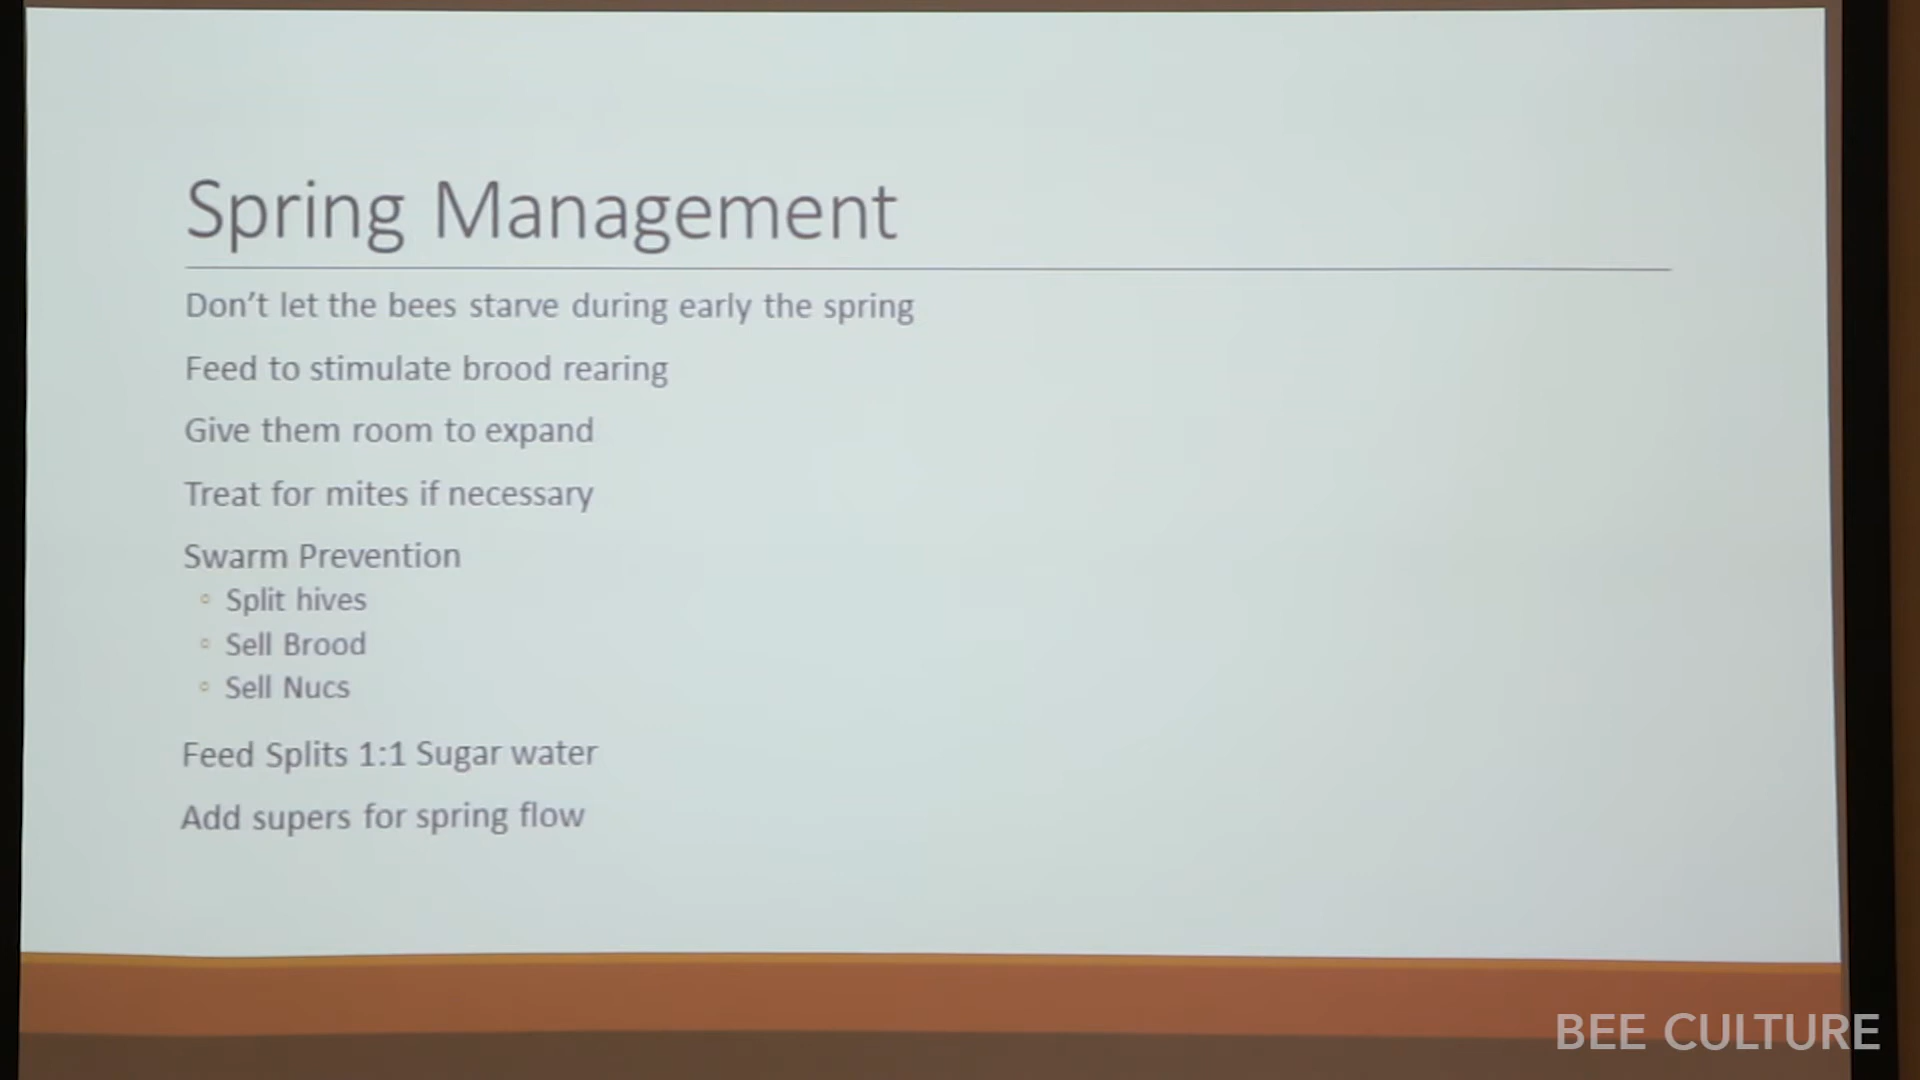 Spring Management
Don't let the bees starve during early the spring
Feed to stimulate brood rearing
Give them room to expand
Treat for mites if necessary
Swarm Prevention
◦ Split hives
◦ Sell Brood
◦ Sell Nucs
Feed Splits 1:1 Sugar water
Add supers for spring flow
BEE CULTURE